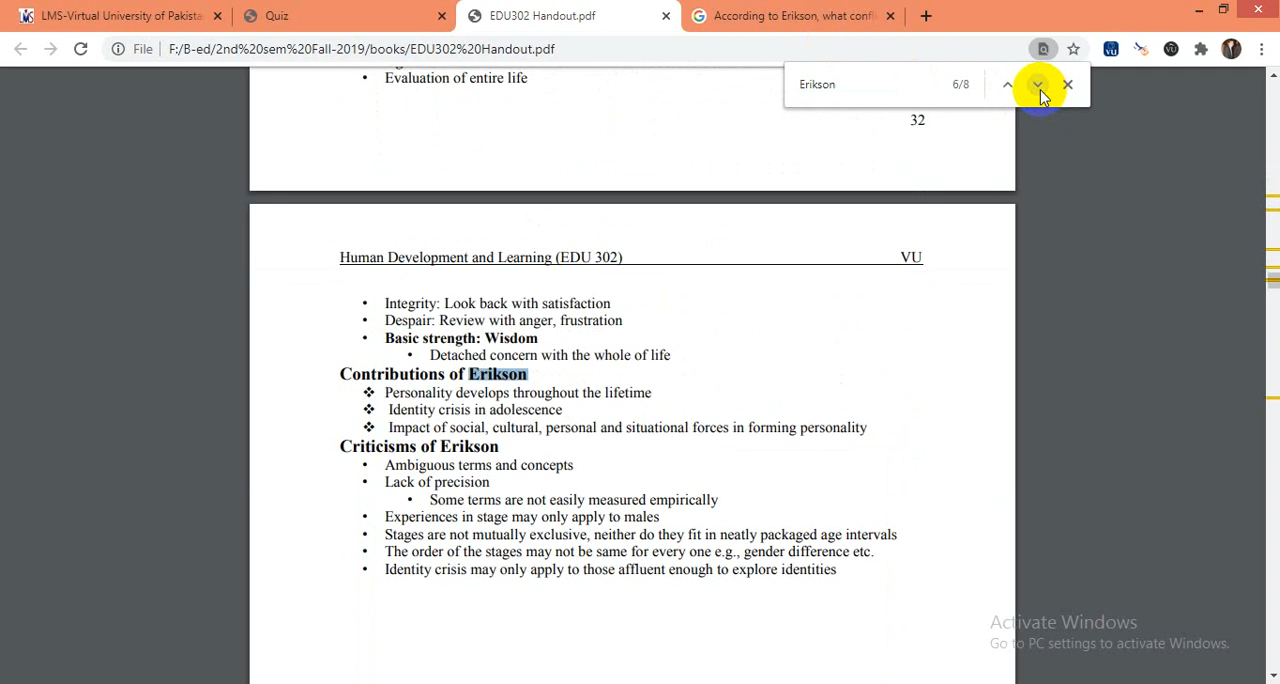 LMS-Virtual University of Pakista
Quiz
EDU302 Handout.pdf
According to Erikson, what confl
File
F:/B-ed/2nd%20sem%20Fall-2019/books/EDU302%20Handout.pdf
Erikson 6/8
• Evaluation of entire life
32
Human Development and Learning (EDU 302) VU
• Integrity: Look back with satisfaction
• Despair: Review with anger, frustration
• Basic strength: Wisdom
• Detached concern with the whole of life
Contributions of Erikson
❖ Personality develops throughout the lifetime
❖ Identity crisis in adolescence
❖ Impact of social, cultural, personal and situational forces in forming personality
Criticisms of Erikson
• Ambiguous terms and concepts
• Lack of precision
• Some terms are not easily measured empirically
• Experiences in stage may only apply to males
• Stages are not mutually exclusive, neither do they fit in neatly packaged age intervals
• The order of the stages may not be same for every one e.g., gender difference etc.
• Identity crisis may only apply to those affluent enough to explore identities
Activate Windows
Go to PC settings to activate Windows.